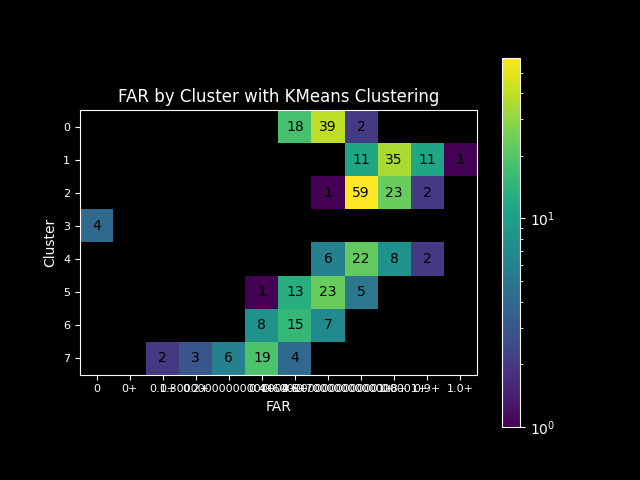 FAR by Cluster with KMeans Clustering
0 18 39 2
1 11 35 11 1
2 1 59 23 2
3 4
4 6 22 8 2
5 1 13 23 5
6 8 15 7
7 2 3 6 19 4
Cluster
0 0+ 0.9+ 1.0+
FAR
10¹
10⁰